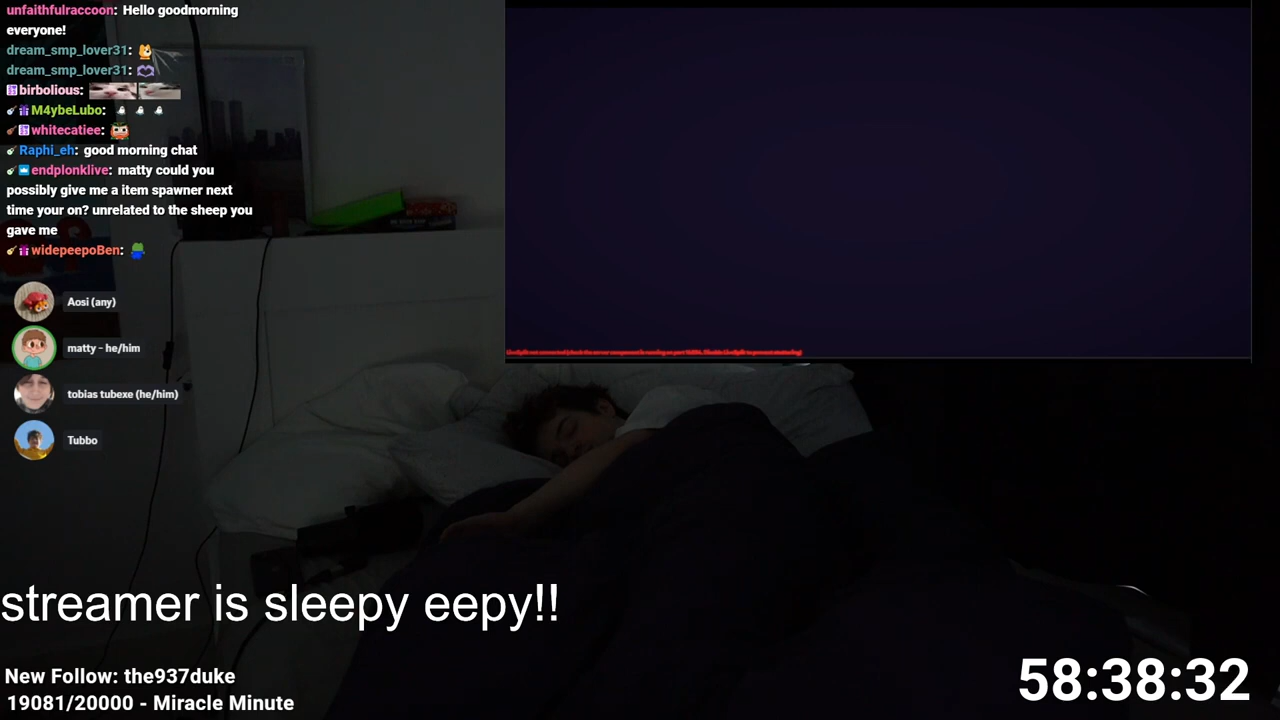 unfaithfulraccoon: Hello goodmorning
everyone!
dream_smp_lover31:
dream_smp_lover31:
birbolious:
M4ybeLubo:
whitecatiee:
Raphi_eh: good morning chat
endplonklive: matty could you
possibly give me a item spawner next
time your on? unrelated to the sheep you
gave me
widepeepoBen:
Aosi (any)
matty - he/him
tobias tubexe (he/him)
Tubbo
streamer is sleepy eepy!!
New Follow: the937duke
19081/20000 - Miracle Minute
58:38:32